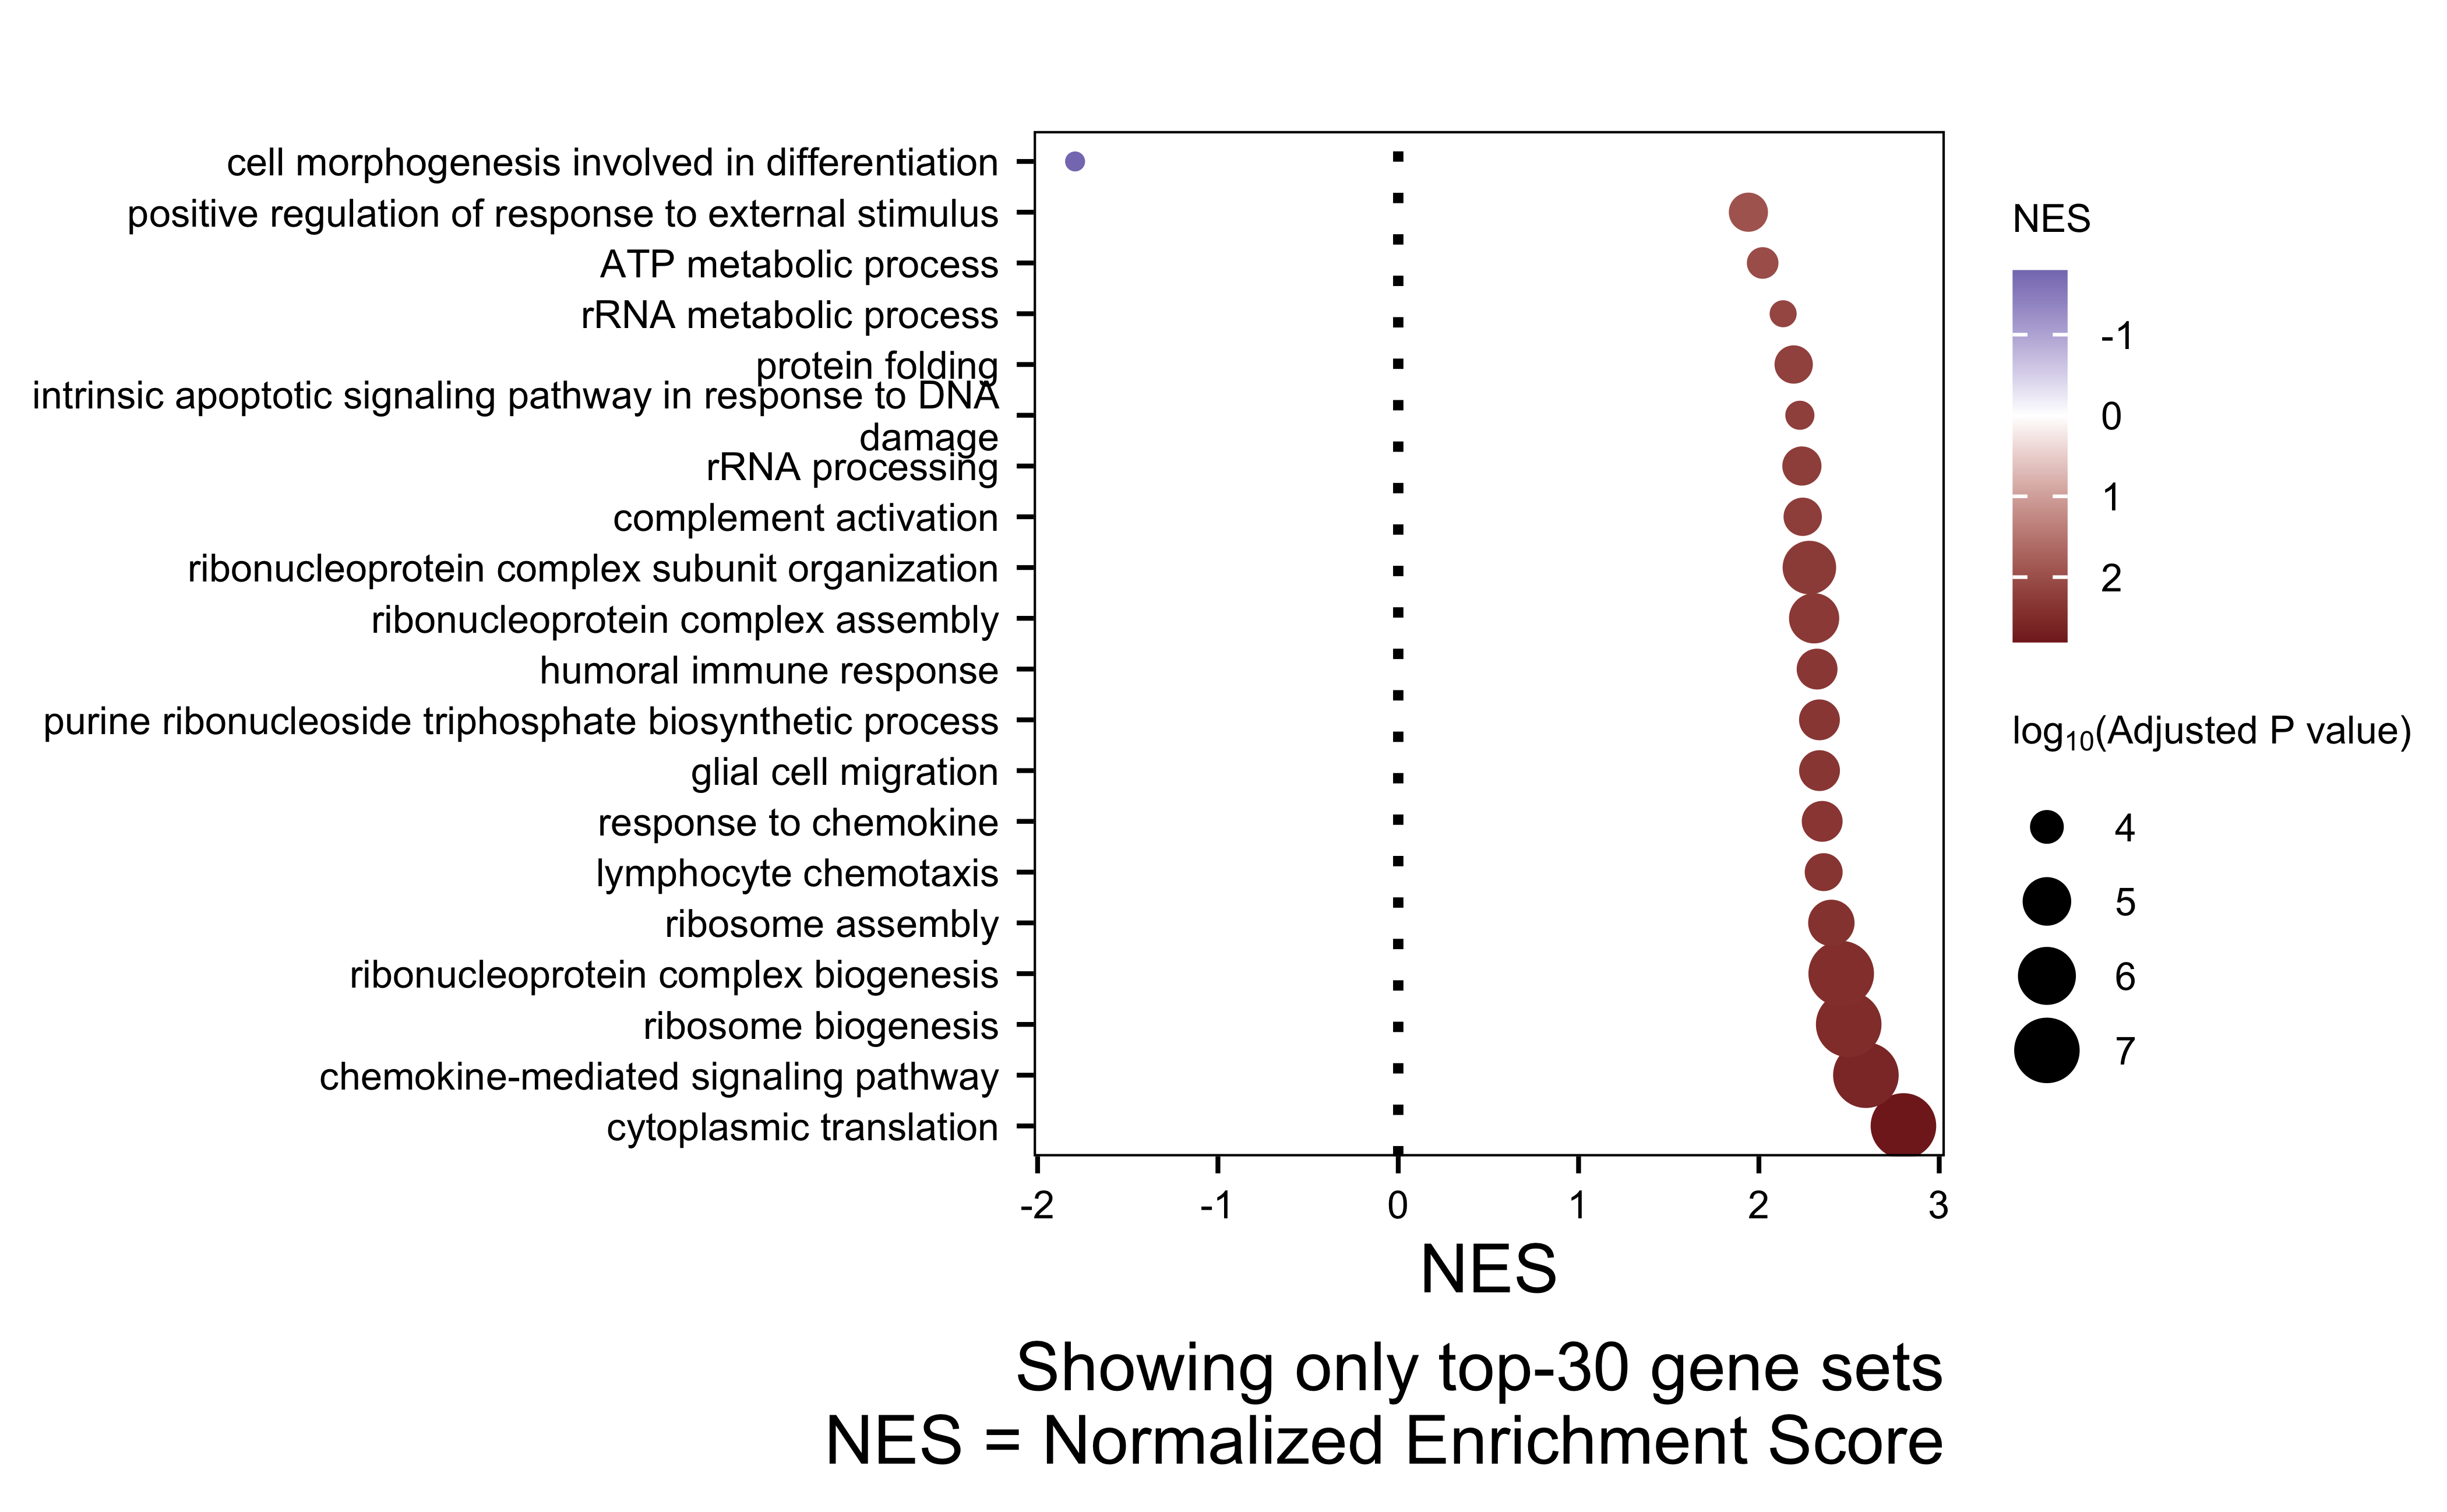 cell morphogenesis involved in differentiation
positive regulation of response to external stimulus
ATP metabolic process
rRNA metabolic process
protein folding
intrinsic apoptotic signaling pathway in response to DNA
damage
rRNA processing
complement activation
ribonucleoprotein complex subunit organization
ribonucleoprotein complex assembly
humoral immune response
purine ribonucleoside triphosphate biosynthetic process
glial cell migration
response to chemokine
lymphocyte chemotaxis
ribosome assembly
ribonucleoprotein complex biogenesis
ribosome biogenesis
chemokine-mediated signaling pathway
cytoplasmic translation
-2 -1 0 1 2 3
NES
Showing only top-30 gene sets
NES = Normalized Enrichment Score
NES
-1
0
1
2
log₁₀(Adjusted P value)
4
5
6
7